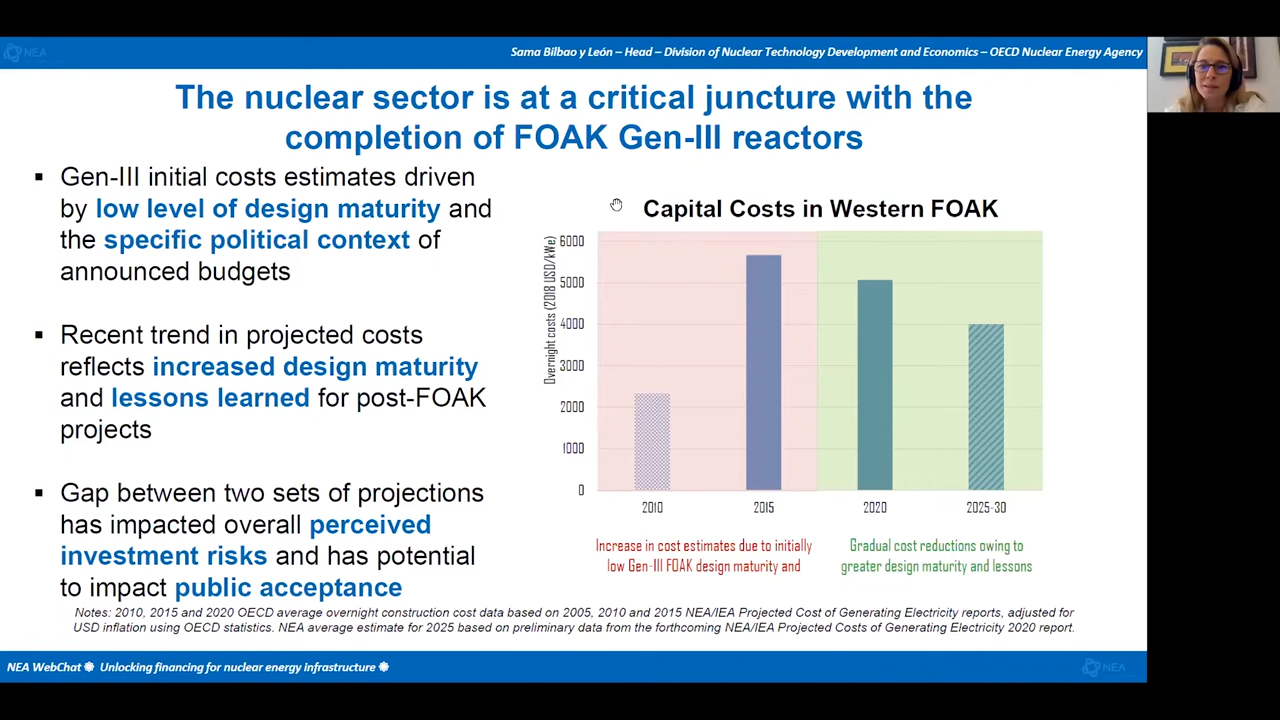 NEA
Sama Bilbao y León – Head – Division of Nuclear Technology Development and Economics – OECD Nuclear Energy Agency
The nuclear sector is at a critical juncture with the
completion of FOAK Gen-III reactors
▪ Gen-III initial costs estimates driven
by low level of design maturity and
the specific political context of
announced budgets
▪ Recent trend in projected costs
reflects increased design maturity
and lessons learned for post-FOAK
projects
▪ Gap between two sets of projections
has impacted overall perceived
investment risks and has potential
to impact public acceptance
Capital Costs in Western FOAK
Overnight costs (2018 USD/kWe)
6000
5000
4000
3000
2000
1000
0
2010 2015 2020 2025-30
Increase in cost estimates due to initially
low Gen-III FOAK design maturity and
Gradual cost reductions owing to
greater design maturity and lessons
Notes: 2010, 2015 and 2020 OECD average overnight construction cost data based on 2005, 2010 and 2015 NEA/IEA Projected Cost of Generating Electricity reports, adjusted for
USD inflation using OECD statistics. NEA average estimate for 2025 based on preliminary data from the forthcoming NEA/IEA Projected Costs of Generating Electricity 2020 report.
NEA WebChat ❋ Unlocking financing for nuclear energy infrastructure ❋
NEA